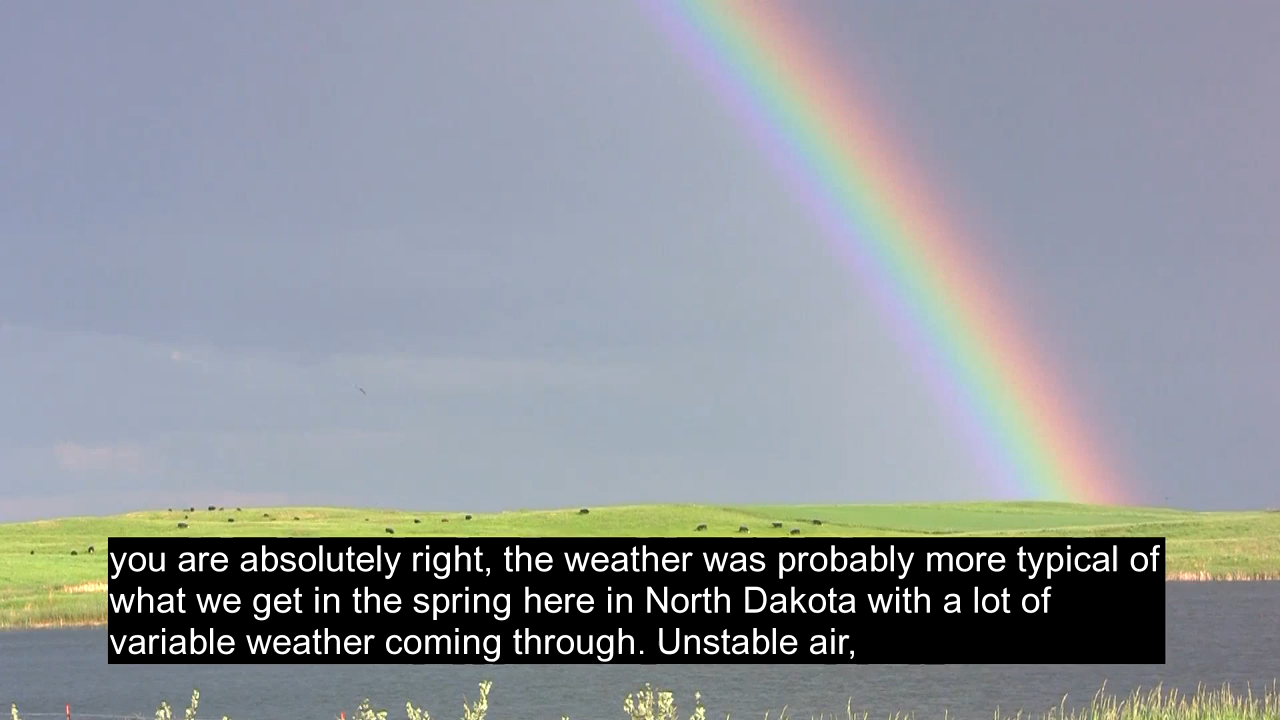 you are absolutely right, the weather was probably more typical of
what we get in the spring here in North Dakota with a lot of
variable weather coming through. Unstable air,